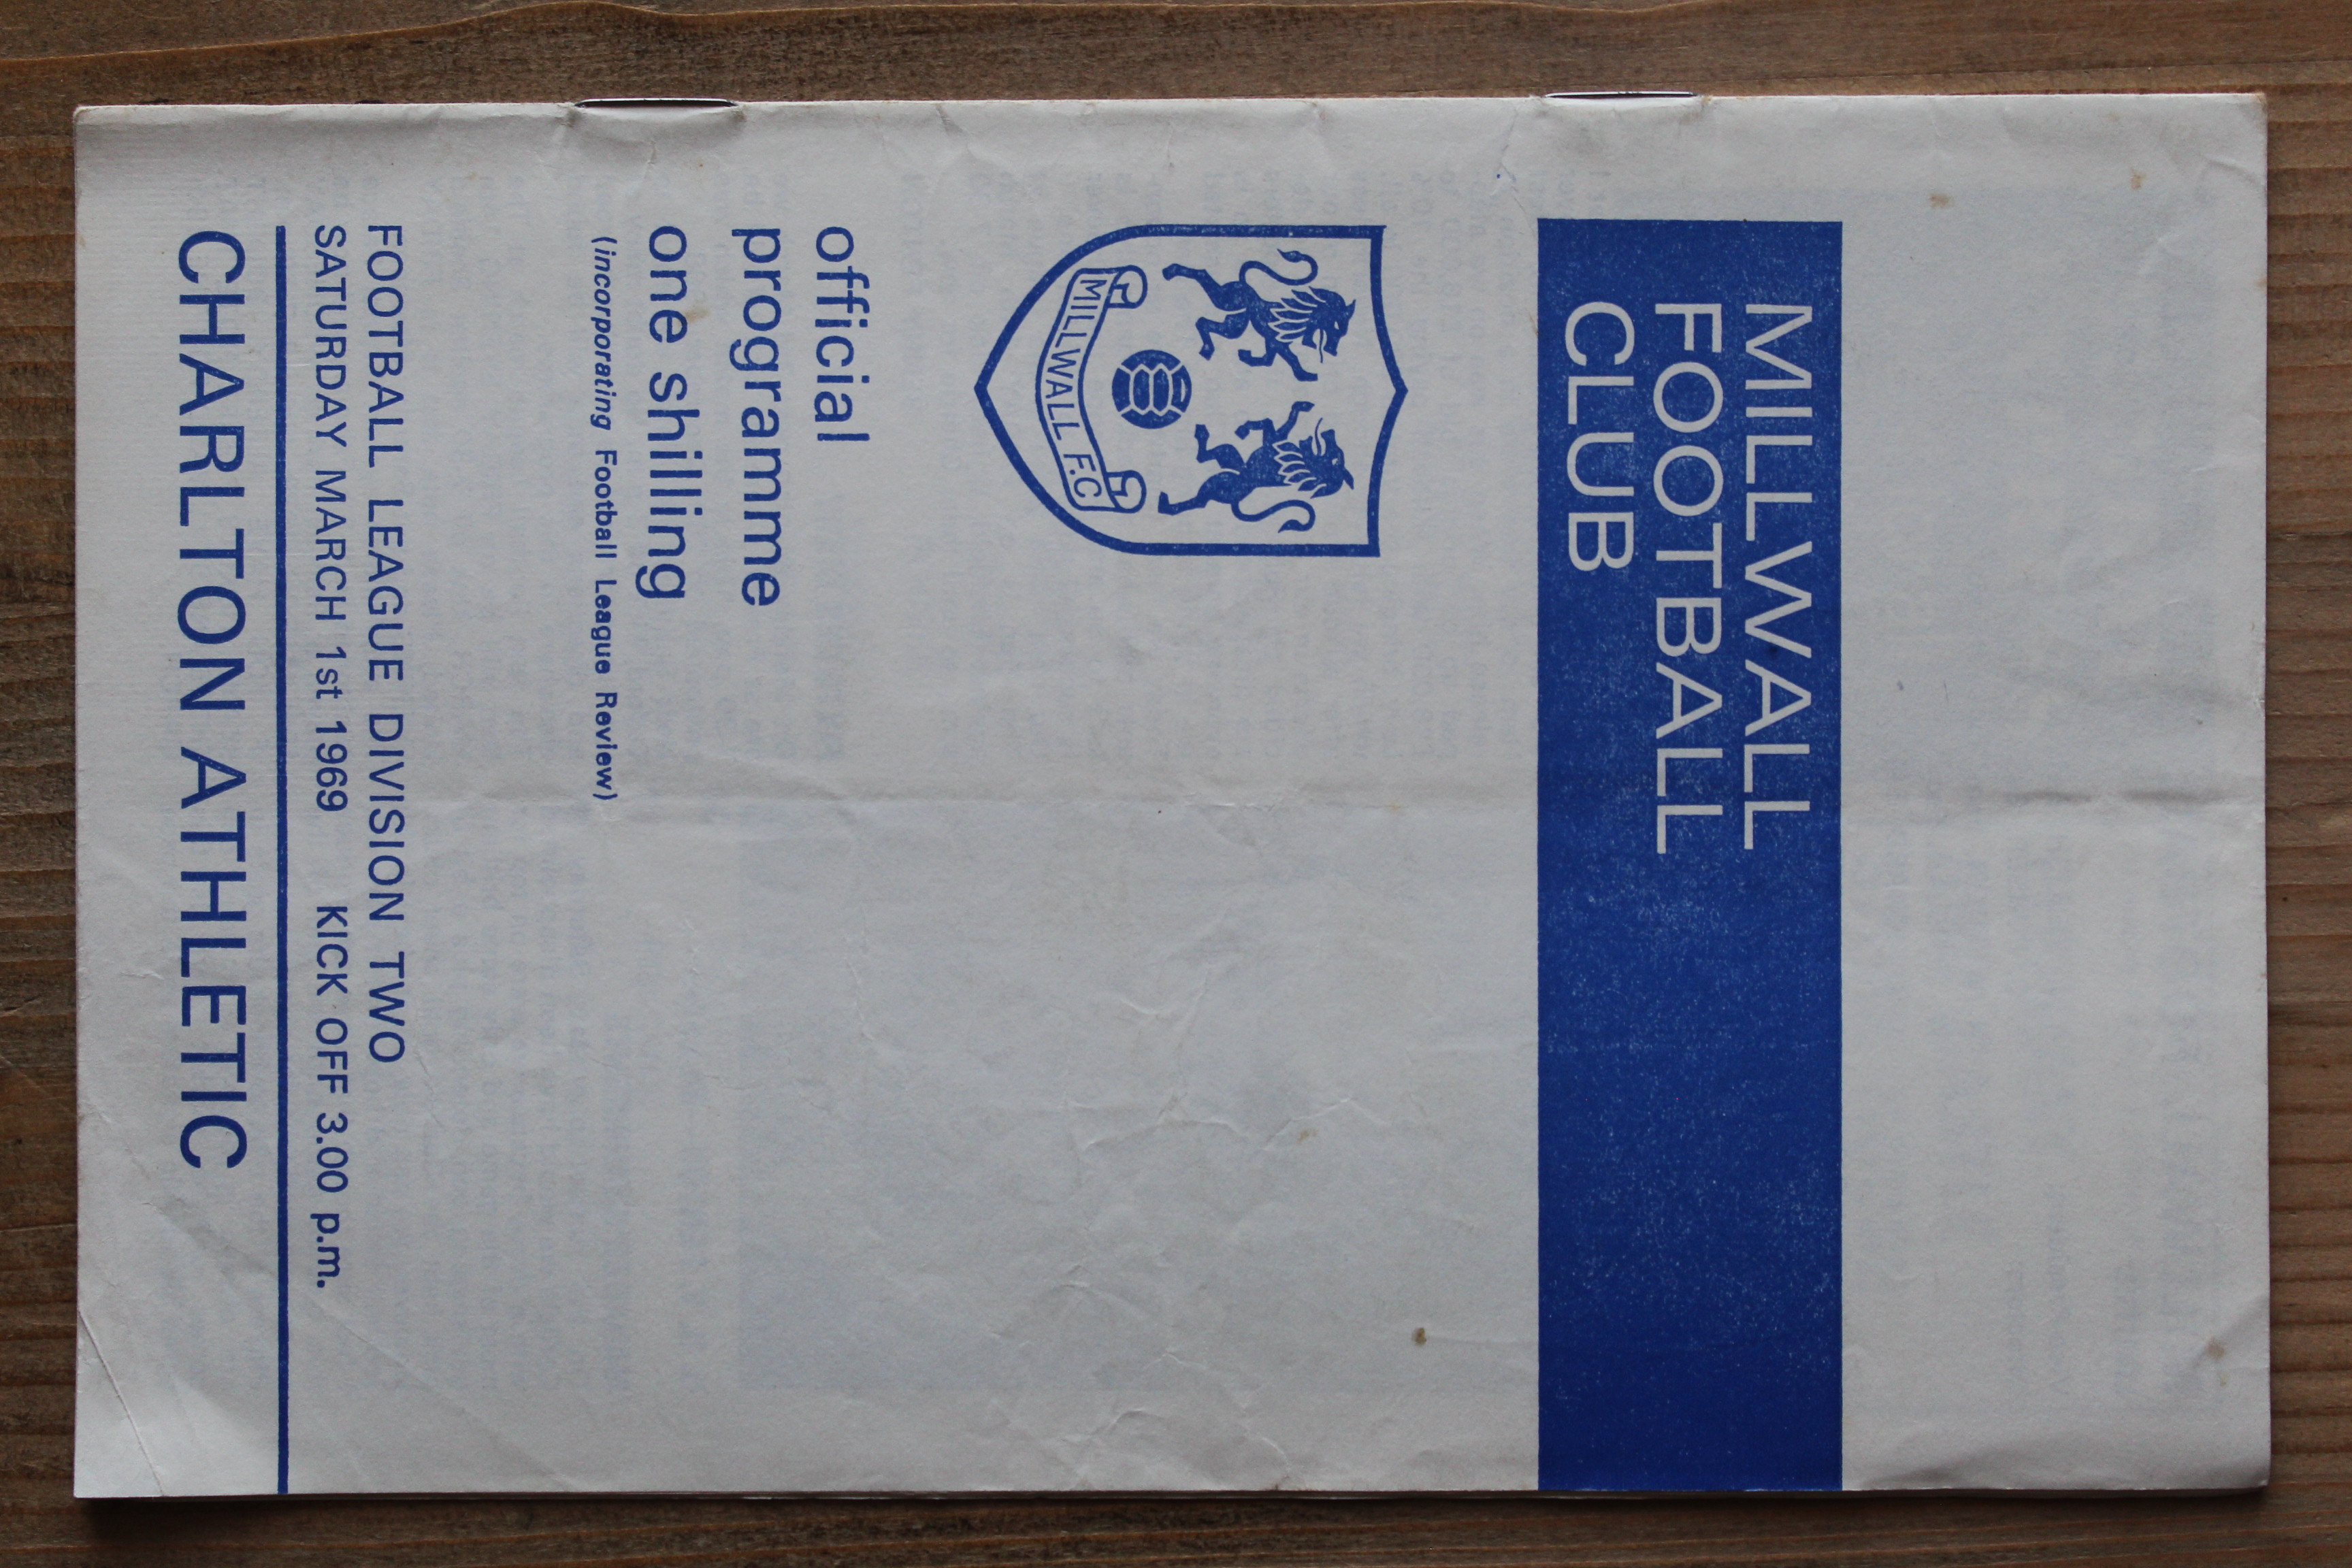 MILLWALL
FOOTBALL
CLUB
MILLWALL F.C
official
programme
one shilling
(incorporating Football League Review)
FOOTBALL LEAGUE DIVISION TWO
SATURDAY MARCH 1st 1969 KICK OFF 3.00 p.m.
CHARLTON ATHLETIC